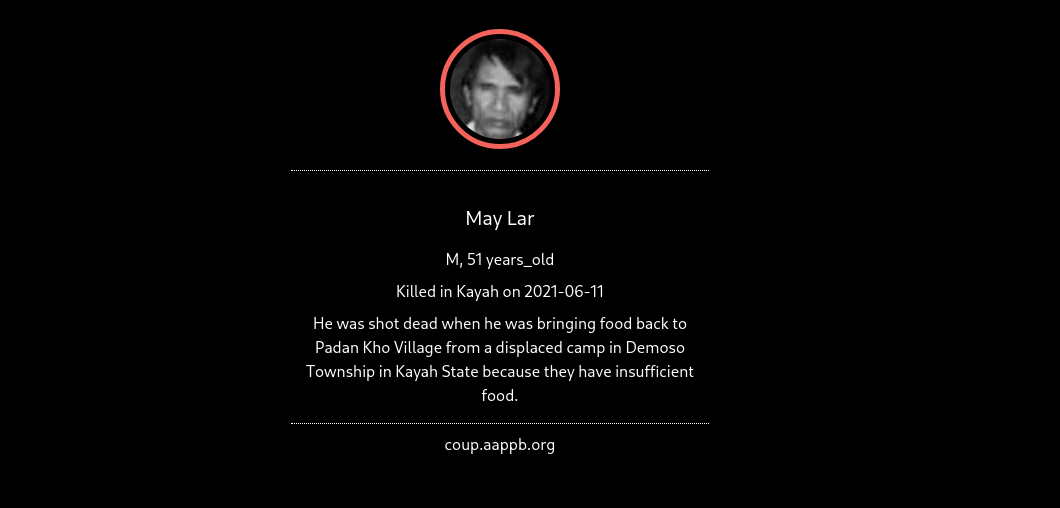 May Lar
M, 51 years_old
Killed in Kayah on 2021-06-11
He was shot dead when he was bringing food back to
Padan Kho Village from a displaced camp in Demoso
Township in Kayah State because they have insufficient
food.
coup.aappb.org